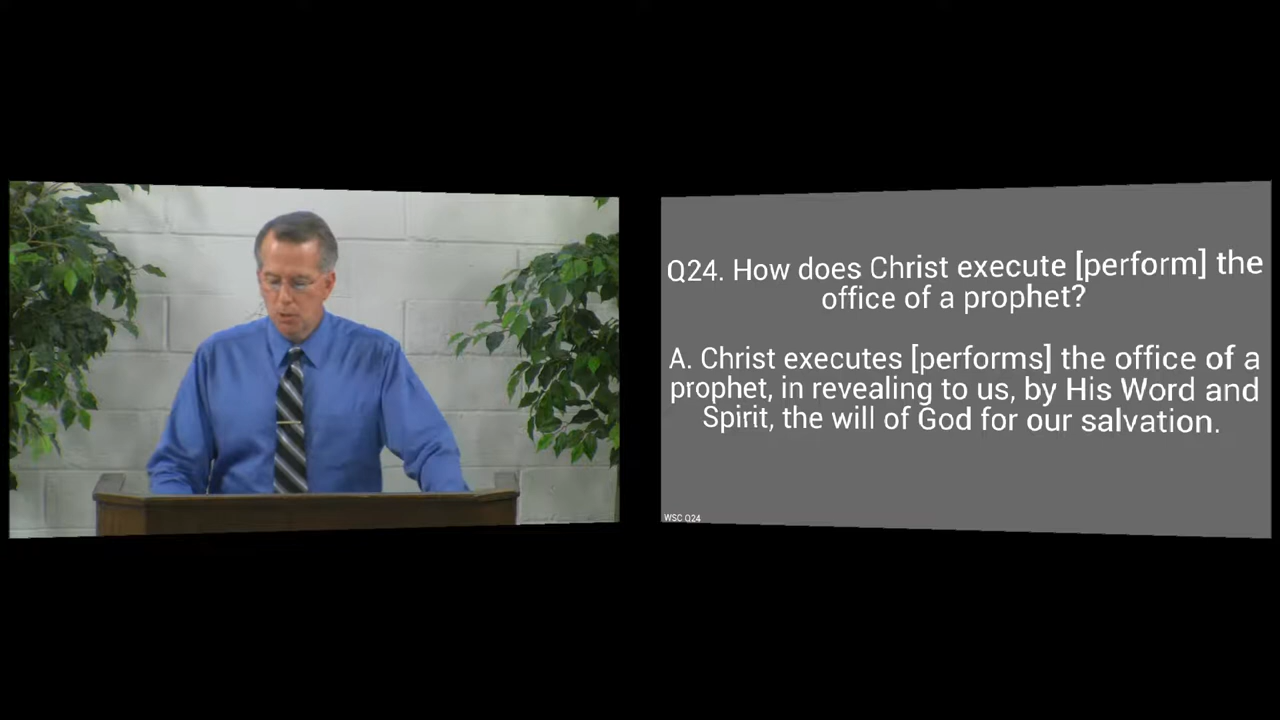 Q24. How does Christ execute [perform] the
office of a prophet?
A. Christ executes [performs] the office of a
prophet, in revealing to us, by His Word and
Spirit, the will of God for our salvation.
WSC Q24